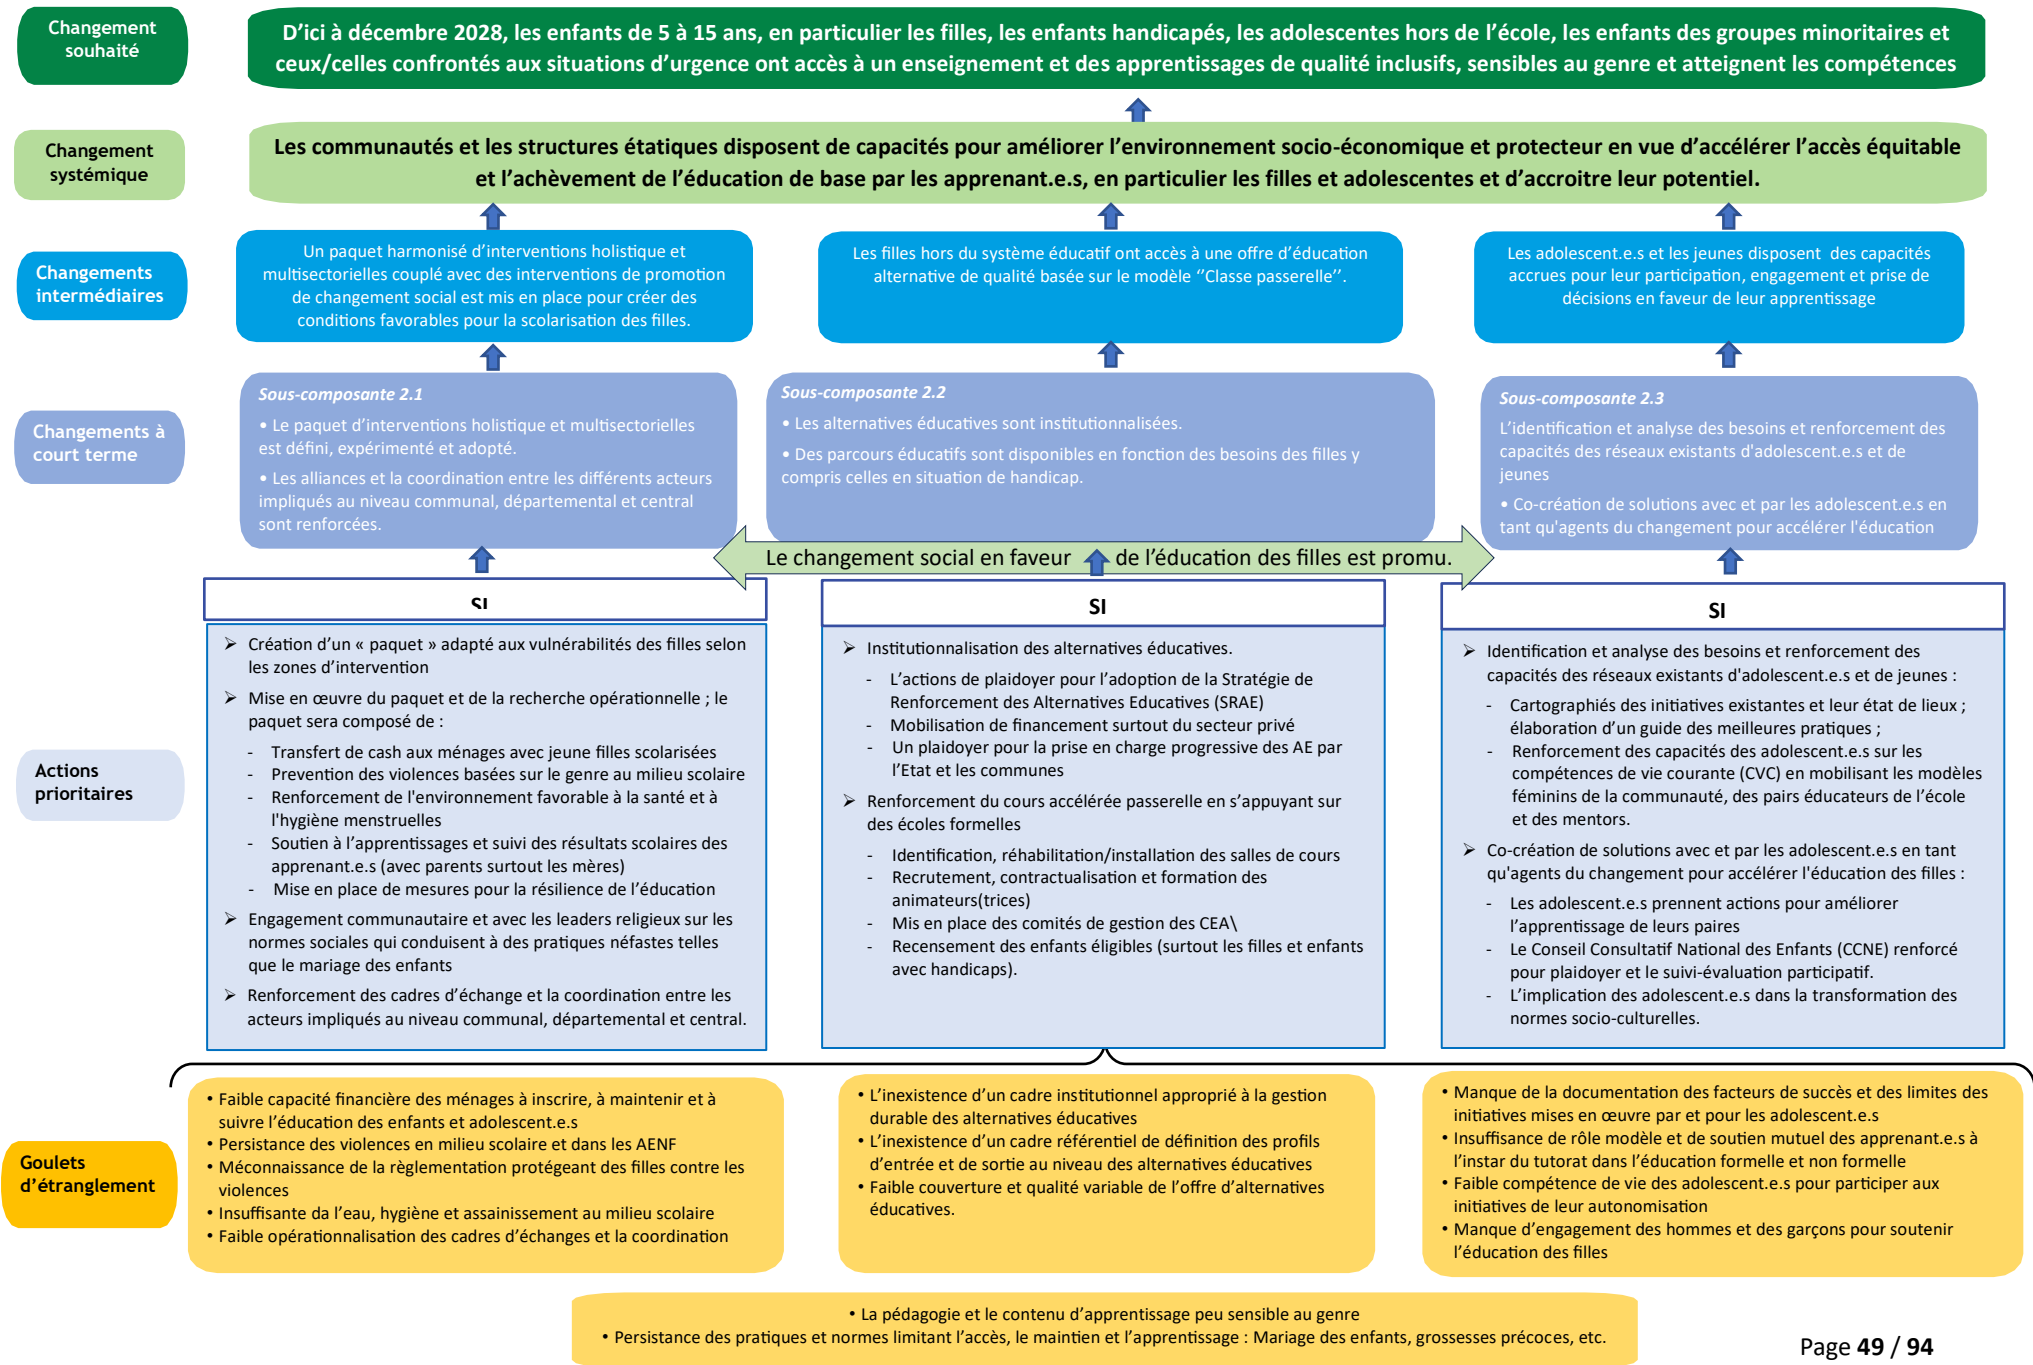 Changement
souhaité
D’ici à décembre 2028, les enfants de 5 à 15 ans, en particulier les filles, les enfants handicapés, les adolescentes hors de l’école, les enfants des groupes minoritaires et
ceux/celles confrontés aux situations d’urgence ont accès à un enseignement et des apprentissages de qualité inclusifs, sensibles au genre et atteignent les compétences
Changement
systémique
Les communautés et les structures étatiques disposent de capacités pour améliorer l’environnement socio-économique et protecteur en vue d’accélérer l’accès équitable
et l’achèvement de l’éducation de base par les apprenant.e.s, en particulier les filles et adolescentes et d’accroitre leur potentiel.
Changements
intermédiaires
Un paquet harmonisé d’interventions holistique et
multisectorielles couplé avec des interventions de promotion
de changement social est mis en place pour créer des
conditions favorables pour la scolarisation des filles.
Les filles hors du système éducatif ont accès à une offre d’éducation
alternative de qualité basée sur le modèle ‘’Classe passerelle’’.
Les adolescent.e.s et les jeunes disposent des capacités
accrues pour leur participation, engagement et prise de
décisions en faveur de leur apprentissage
Changements à
court terme
Sous-composante 2.1
• Le paquet d’interventions holistique et multisectorielles
est défini, expérimenté et adopté.
• Les alliances et la coordination entre les différents acteurs
impliqués au niveau communal, départemental et central
sont renforcées.
Sous-composante 2.2
• Les alternatives éducatives sont institutionnalisées.
• Des parcours éducatifs sont disponibles en fonction des besoins des filles y
compris celles en situation de handicap.
Sous-composante 2.3
L’identification et analyse des besoins et renforcement des
capacités des réseaux existants d'adolescent.e.s et de
jeunes
• Co-création de solutions avec et par les adolescent.e.s en
tant qu'agents du changement pour accélérer l'éducation
Le changement social en faveur de l’éducation des filles est promu.
SI
SI
SI
Actions
prioritaires
➢ Création d’un « paquet » adapté aux vulnérabilités des filles selon
les zones d’intervention
➢ Mise en œuvre du paquet et de la recherche opérationnelle ; le
paquet sera composé de :
- Transfert de cash aux ménages avec jeune filles scolarisées
- Prevention des violences basées sur le genre au milieu scolaire
- Renforcement de l'environnement favorable à la santé et à
l'hygiène menstruelles
- Soutien à l’apprentissages et suivi des résultats scolaires des
apprenant.e.s (avec parents surtout les mères)
- Mise en place de mesures pour la résilience de l’éducation
➢ Engagement communautaire et avec les leaders religieux sur les
normes sociales qui conduisent à des pratiques néfastes telles
que le mariage des enfants
➢ Renforcement des cadres d’échange et la coordination entre les
acteurs impliqués au niveau communal, départemental et central.
➢ Institutionnalisation des alternatives éducatives.
- L’actions de plaidoyer pour l’adoption de la Stratégie de
Renforcement des Alternatives Educatives (SRAE)
- Mobilisation de financement surtout du secteur privé
- Un plaidoyer pour la prise en charge progressive des AE par
l’Etat et les communes
➢ Renforcement du cours accélérée passerelle en s’appuyant sur
des écoles formelles
- Identification, réhabilitation/installation des salles de cours
- Recrutement, contractualisation et formation des
animateurs(trices)
- Mis en place des comités de gestion des CEA\
- Recensement des enfants éligibles (surtout les filles et enfants
avec handicaps).
➢ Identification et analyse des besoins et renforcement des
capacités des réseaux existants d'adolescent.e.s et de jeunes :
- Cartographiés des initiatives existantes et leur état de lieux ;
élaboration d’un guide des meilleures pratiques ;
- Renforcement des capacités des adolescent.e.s sur les
compétences de vie courante (CVC) en mobilisant les modèles
féminins de la communauté, des pairs éducateurs de l’école
et des mentors.
➢ Co-création de solutions avec et par les adolescent.e.s en tant
qu'agents du changement pour accélérer l'éducation des filles :
- Les adolescent.e.s prennent actions pour améliorer
l’apprentissage de leurs paires
- Le Conseil Consultatif National des Enfants (CCNE) renforcé
pour plaidoyer et le suivi-évaluation participatif.
- L’implication des adolescent.e.s dans la transformation des
normes socio-culturelles.
Goulets
d’étranglement
• Faible capacité financière des ménages à inscrire, à maintenir et à
suivre l’éducation des enfants et adolescent.e.s
• Persistance des violences en milieu scolaire et dans les AENF
• Méconnaissance de la règlementation protégeant des filles contre les
violences
• Insuffisante da l’eau, hygiène et assainissement au milieu scolaire
• Faible opérationnalisation des cadres d’échanges et la coordination
• L’inexistence d’un cadre institutionnel approprié à la gestion
durable des alternatives éducatives
• L’inexistence d’un cadre référentiel de définition des profils
d’entrée et de sortie au niveau des alternatives éducatives
• Faible couverture et qualité variable de l’offre d’alternatives
éducatives.
• Manque de la documentation des facteurs de succès et des limites des
initiatives mises en œuvre par et pour les adolescent.e.s
• Insuffisance de rôle modèle et de soutien mutuel des apprenant.e.s à
l’instar du tutorat dans l’éducation formelle et non formelle
• Faible compétence de vie des adolescent.e.s pour participer aux
initiatives de leur autonomisation
• Manque d’engagement des hommes et des garçons pour soutenir
l’éducation des filles
• La pédagogie et le contenu d’apprentissage peu sensible au genre
• Persistance des pratiques et normes limitant l’accès, le maintien et l’apprentissage : Mariage des enfants, grossesses précoces, etc.
Page 49 / 94